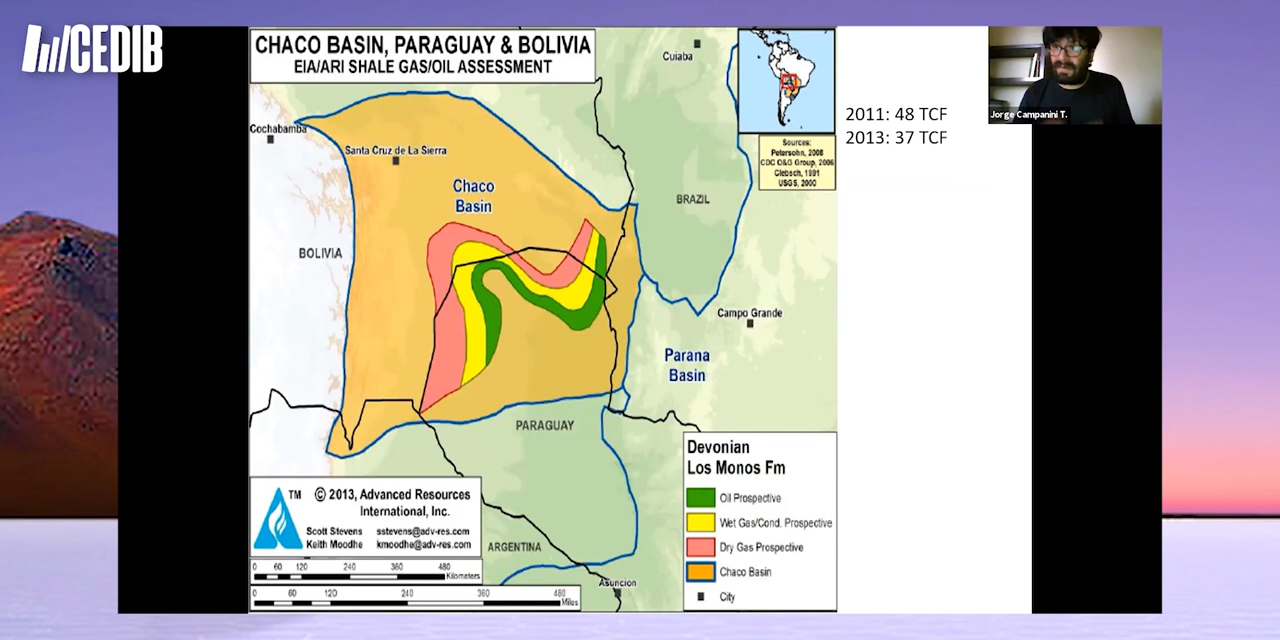 CEDIB
CHACO BASIN, PARAGUAY & BOLIVIA
EIA/ARI SHALE GAS/OIL ASSESSMENT
Cuiaba
2011: 48 TCF
2013: 37 TCF
Jorge Campanini T.
Cochabamba
Santa Cruz de La Sierra
Sources:
Petersohn, 2008
CDC O&G Group, 2006
Clebsch, 1991
USGS, 2000
Chaco
Basin
BRAZIL
BOLIVIA
Campo Grande
Parana
Basin
PARAGUAY
Devonian
Los Monos Fm
Oil Prospective
Wet Gas/Cond. Prospective
Dry Gas Prospective
Chaco Basin
City
TM © 2013, Advanced Resources
International, Inc.
Scott Stevens sstevens@adv-res.com
Keith Moodhe kmoodhe@adv-res.com
ARGENTINA
0 60 120 240 360 480
Kilometers
0 60 120 240 360 480
Miles
Asuncion